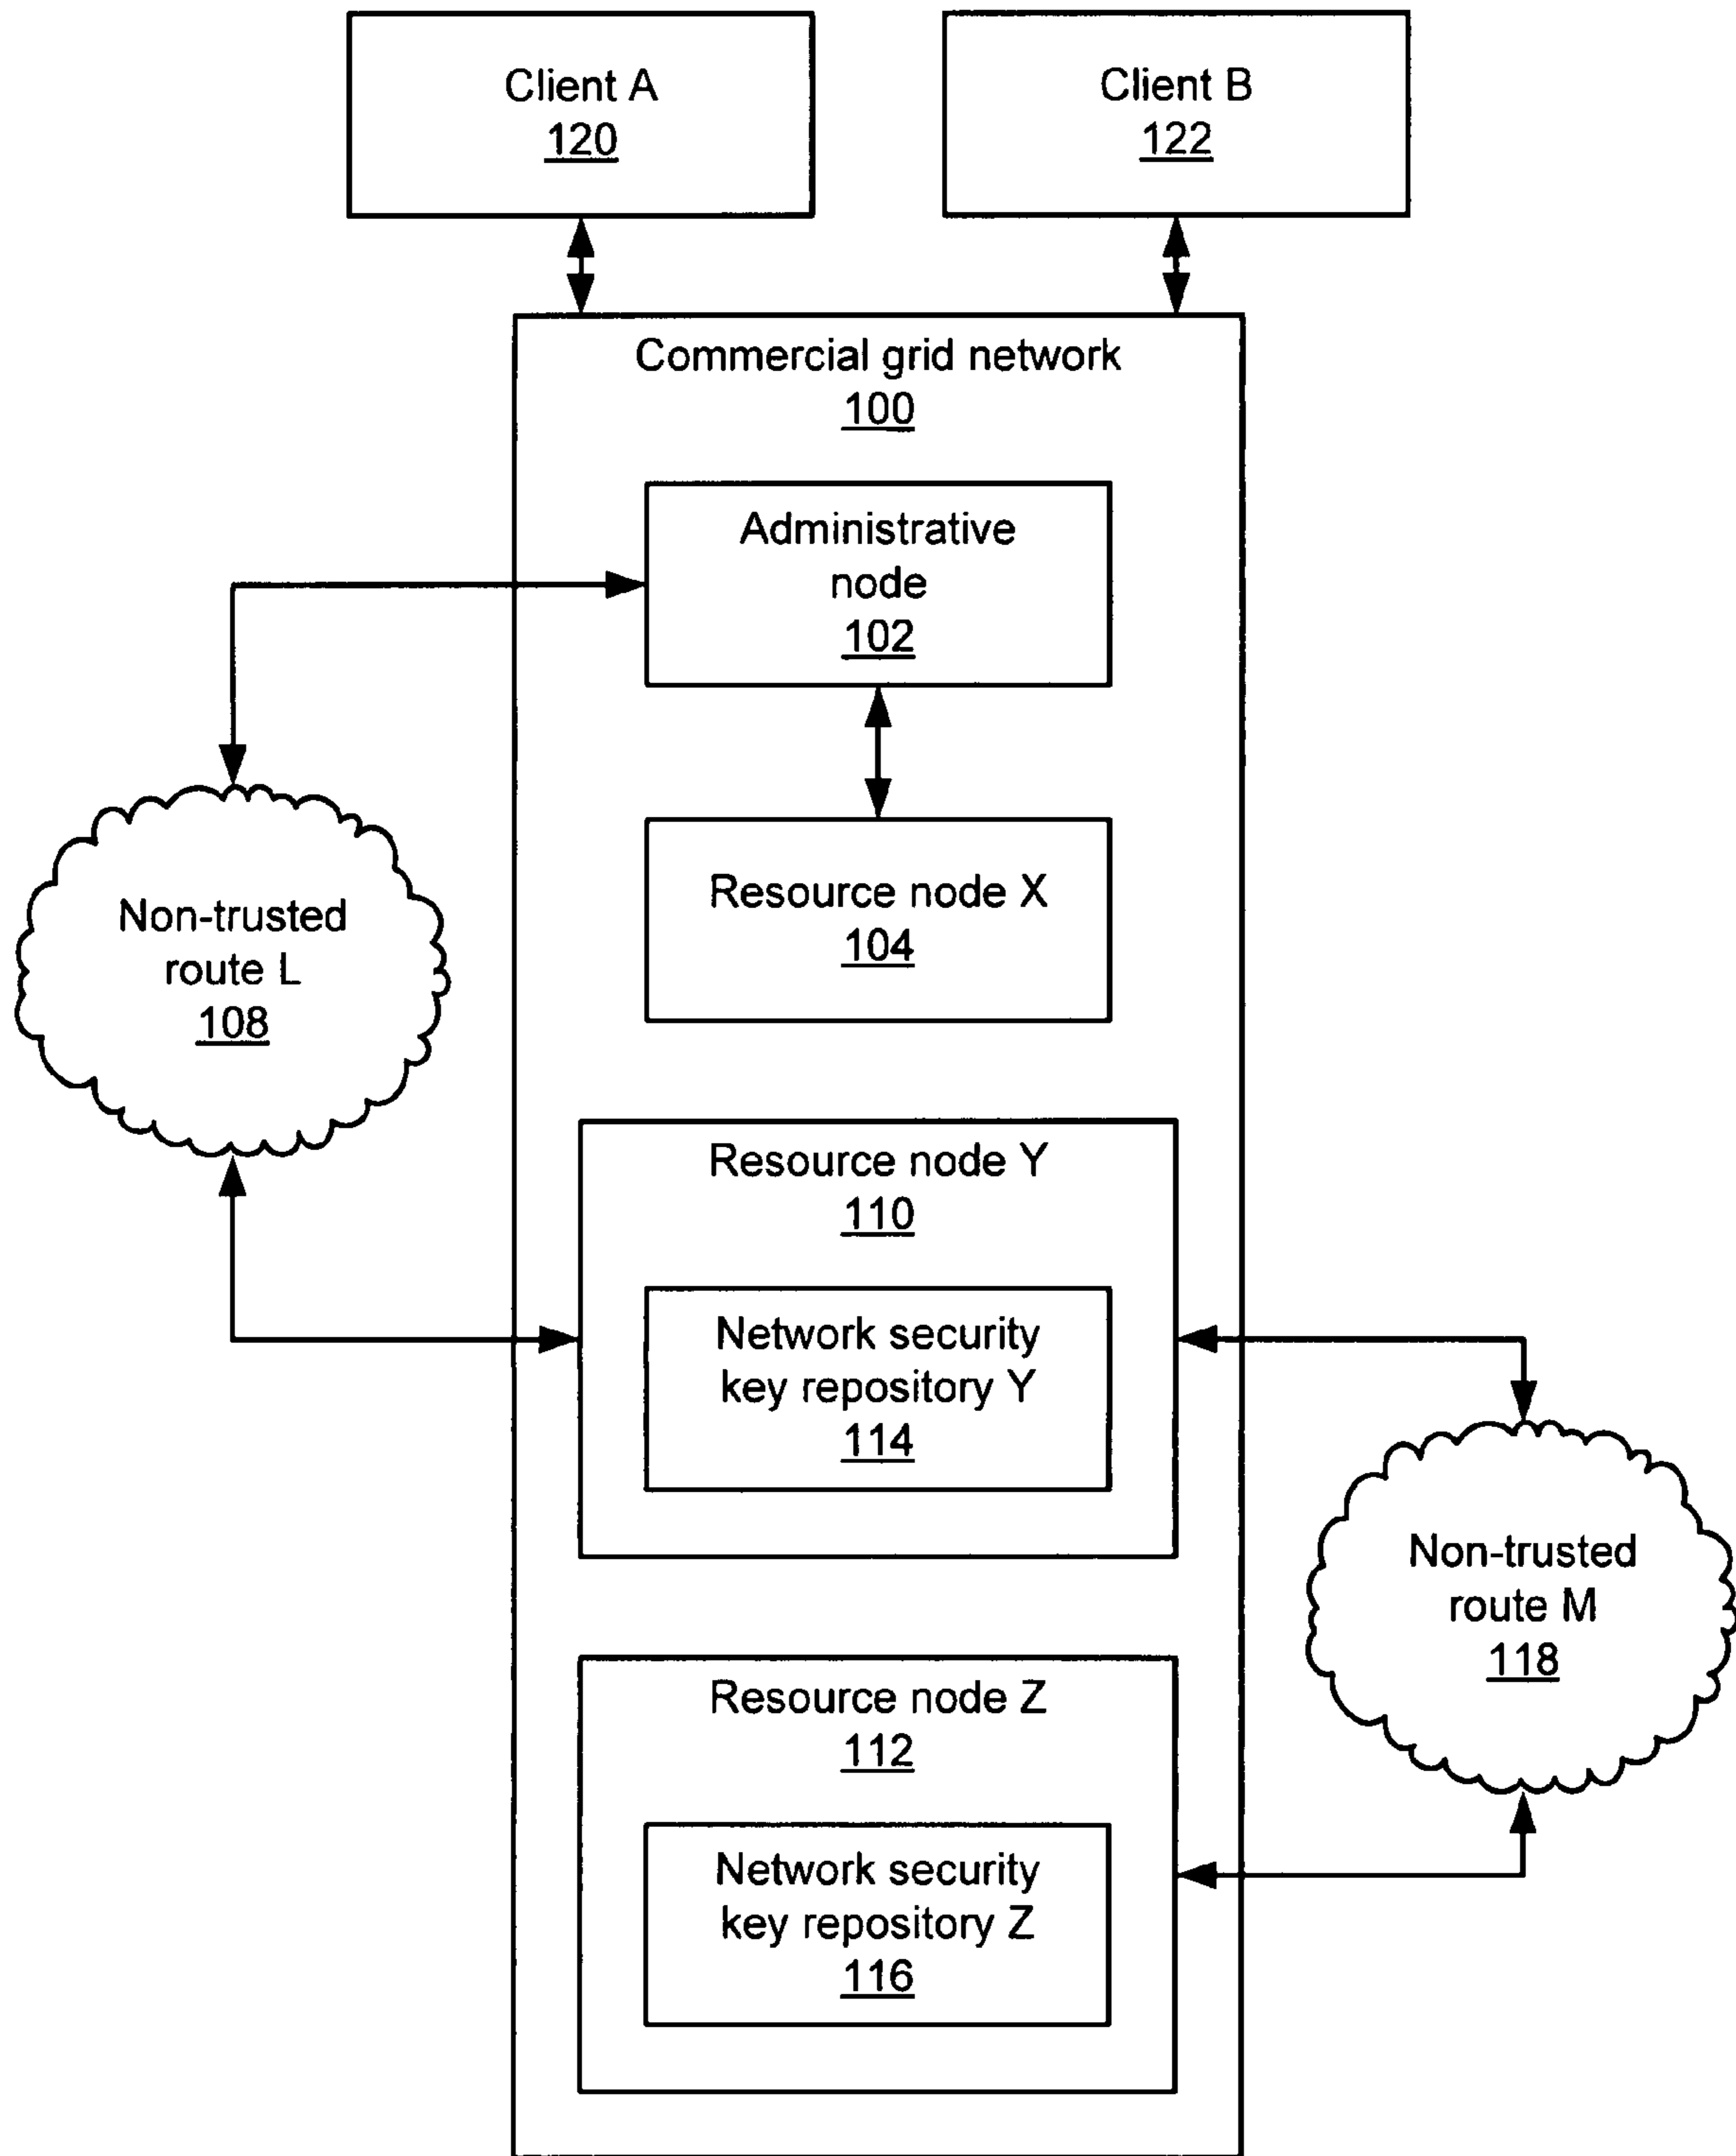 Client A
120
Client B
122
Commercial grid network
100
Administrative
node
102
Resource node X
104
Non-trusted
route L
108
Resource node Y
110
Network security
key repository Y
114
Non-trusted
route M
118
Resource node Z
112
Network security
key repository Z
116